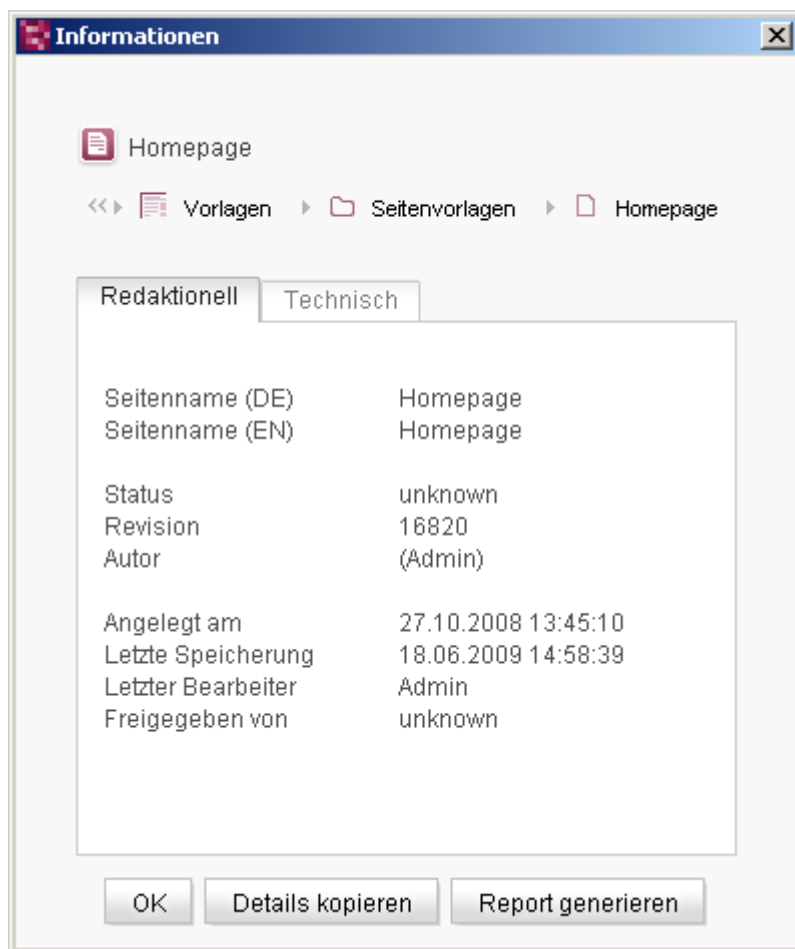 Informationen
Homepage
Vorlagen Seitenvorlagen Homepage
Redaktionell Technisch
Seitenname (DE) Homepage
Seitenname (EN) Homepage
Status unknown
Revision 16820
Autor (Admin)
Angelegt am 27.10.2008 13:45:10
Letzte Speicherung 18.06.2009 14:58:39
Letzter Bearbeiter Admin
Freigegeben von unknown
OK Details kopieren Report generieren